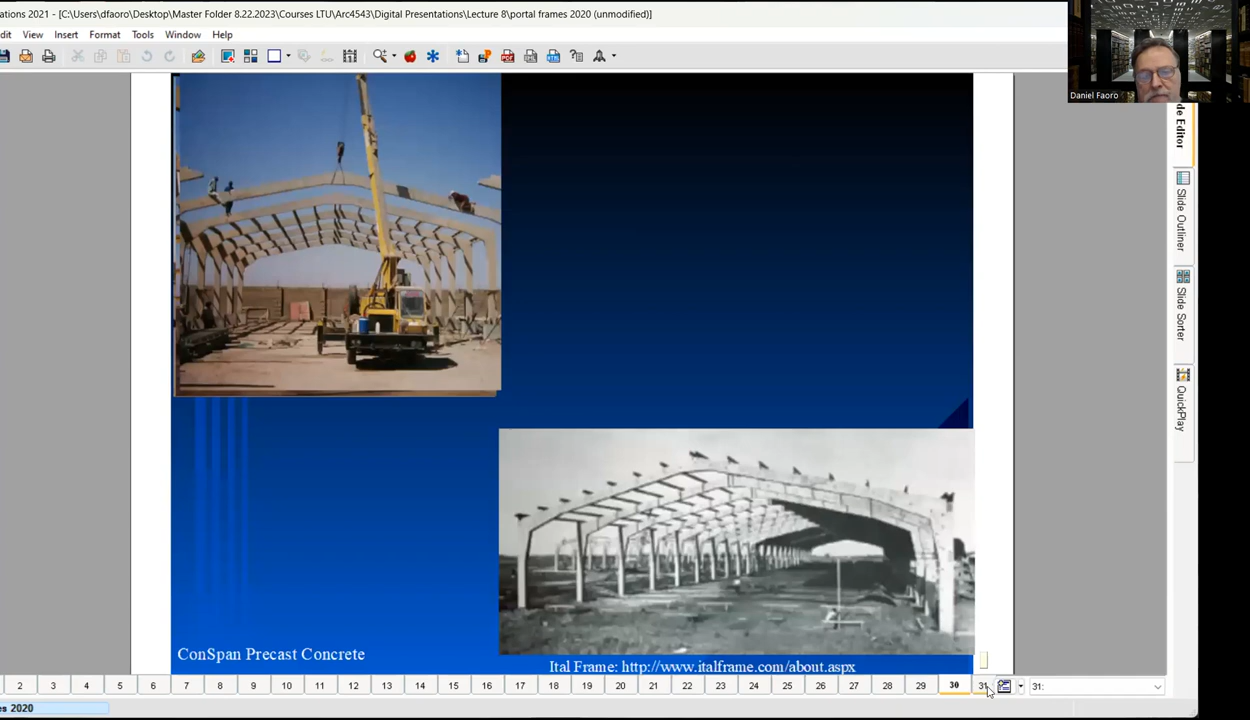 ations 2021 - [C:\Users\dfaoro\Desktop\Master Folder 8.22.2023\Courses LTU\Arc4543\Digital Presentations\Lecture 8\portal frames 2020 (unmodified)]
dit View Insert Format Tools Window Help
Daniel Faoro
de Editor
Slide Outliner
Slide Sorter
QuickPlay
ConSpan Precast Concrete
Ital Frame: http://www.italframe.com/about.aspx
2 3 4 5 6 7 8 9 10 11 12 13 14 15 16 17 18 19 20 21 22 23 24 25 26 27 28 29 30 31 31:
es 2020